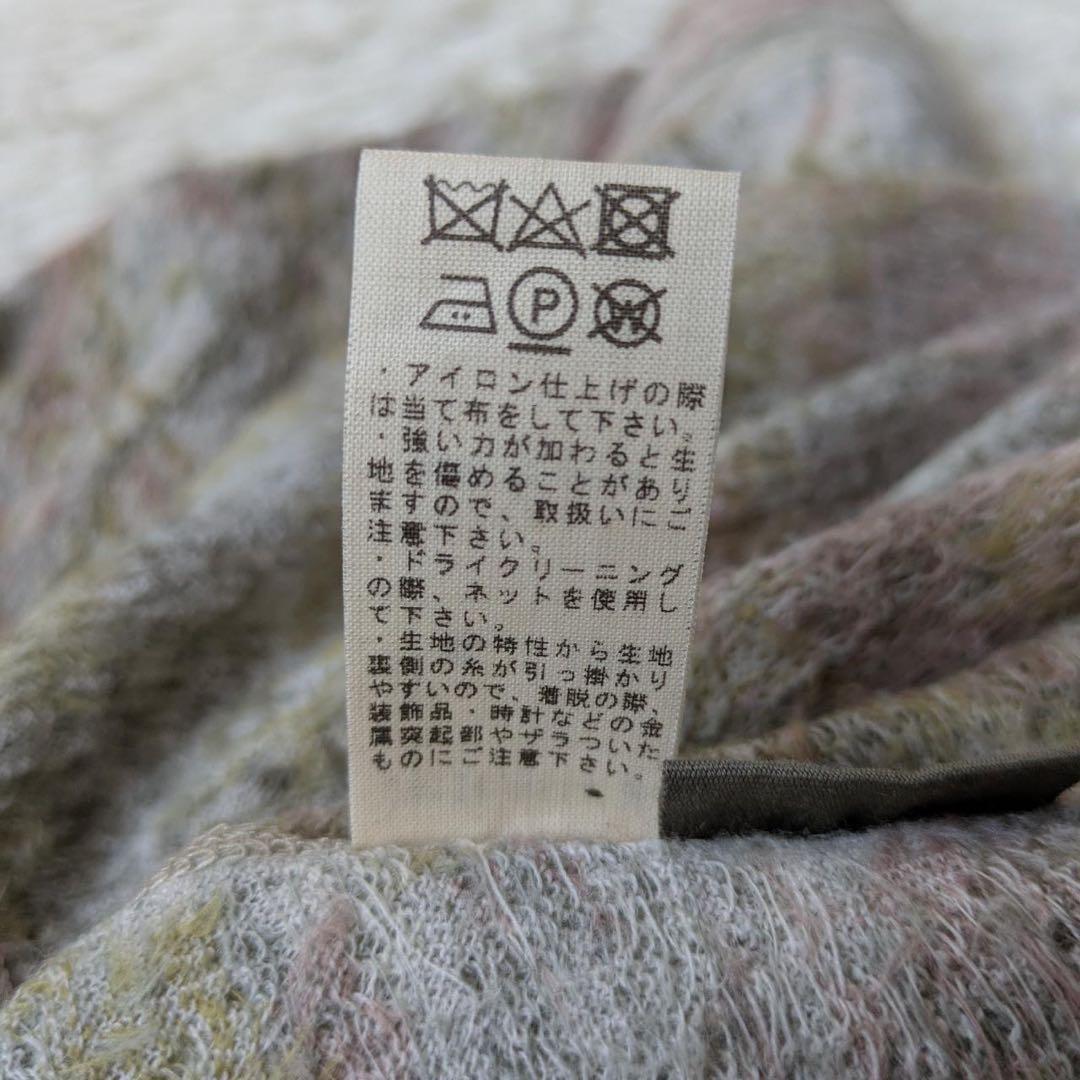 P W
・アイロン仕上げの際
は当て布をして下さい。
・強い力が加わると生
地を傷めることがあり
ますので、取扱いにご
注意下さい。
・ドライクリーニング
の際、ネットを使用し
て下さい。
・生地の特性から生地
裏側の糸が引っ掛かり
やすいので、着脱の際、
装飾品・時計などの金
属突起部やザラついた
ものにご注意下さい。